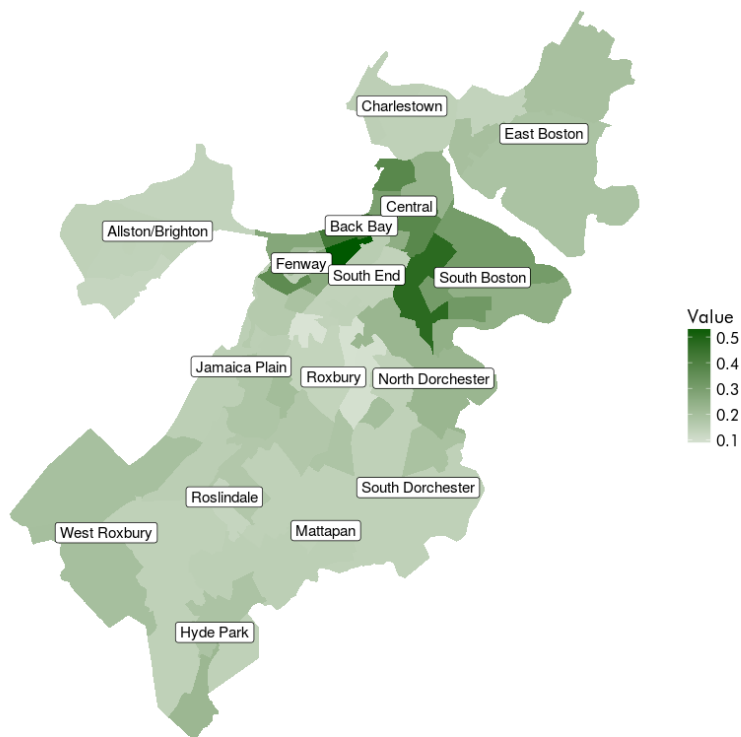 Charlestown
East Boston
Central
Back Bay
Allston/Brighton
Fenway
South End
South Boston
Jamaica Plain
Roxbury
North Dorchester
Roslindale
South Dorchester
West Roxbury
Mattapan
Hyde Park
Value
0.5
0.4
0.3
0.2
0.1